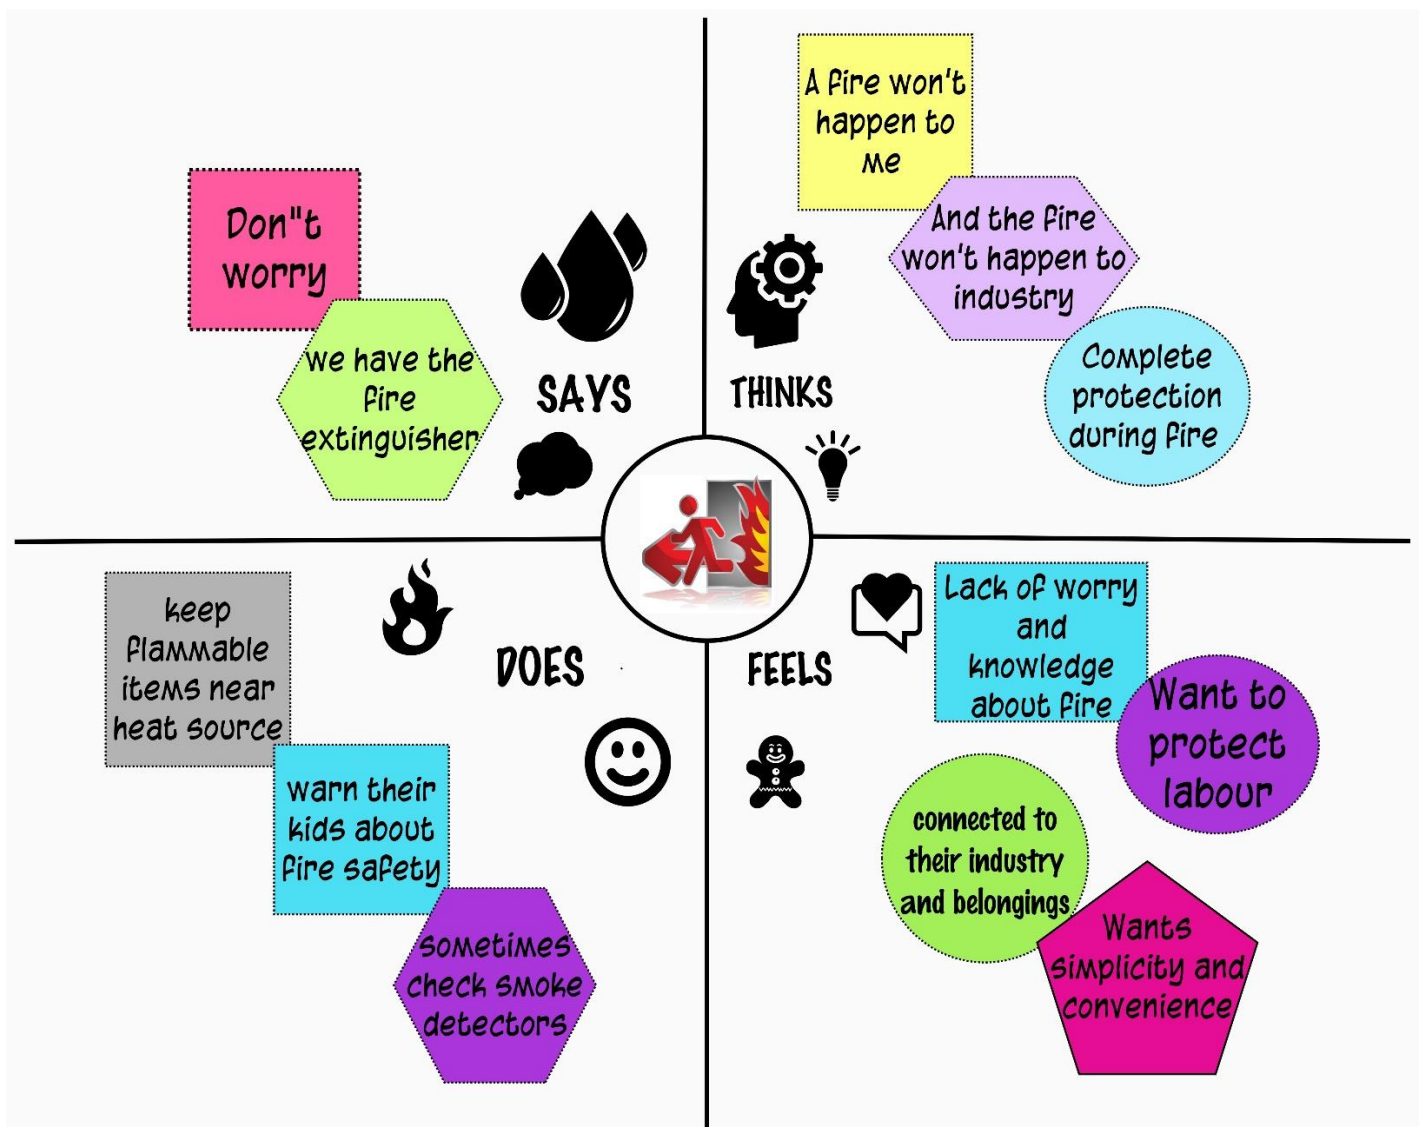 Don"t
worry
we have the
fire
extinguisher
SAYS
A fire won't
happen to
me
And the fire
won't happen to
industry
Complete
protection
during fire
THINKS
keep
flammable
items near
heat source
warn their
kids about
fire safety
sometimes
check smoke
detectors
DOES
FEELS
Lack of worry
and
knowledge
about fire
Want to
protect
labour
connected to
their industry
and belongings
Wants
simplicity and
convenience